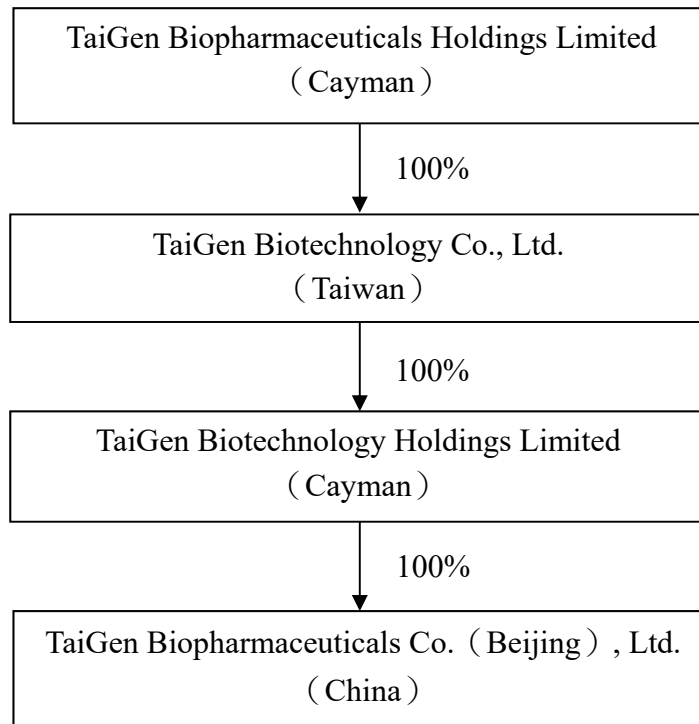 TaiGen Biopharmaceuticals Holdings Limited
（Cayman）
100%
TaiGen Biotechnology Co., Ltd.
（Taiwan）
100%
TaiGen Biotechnology Holdings Limited
（Cayman）
100%
TaiGen Biopharmaceuticals Co.（Beijing）, Ltd.
（China）